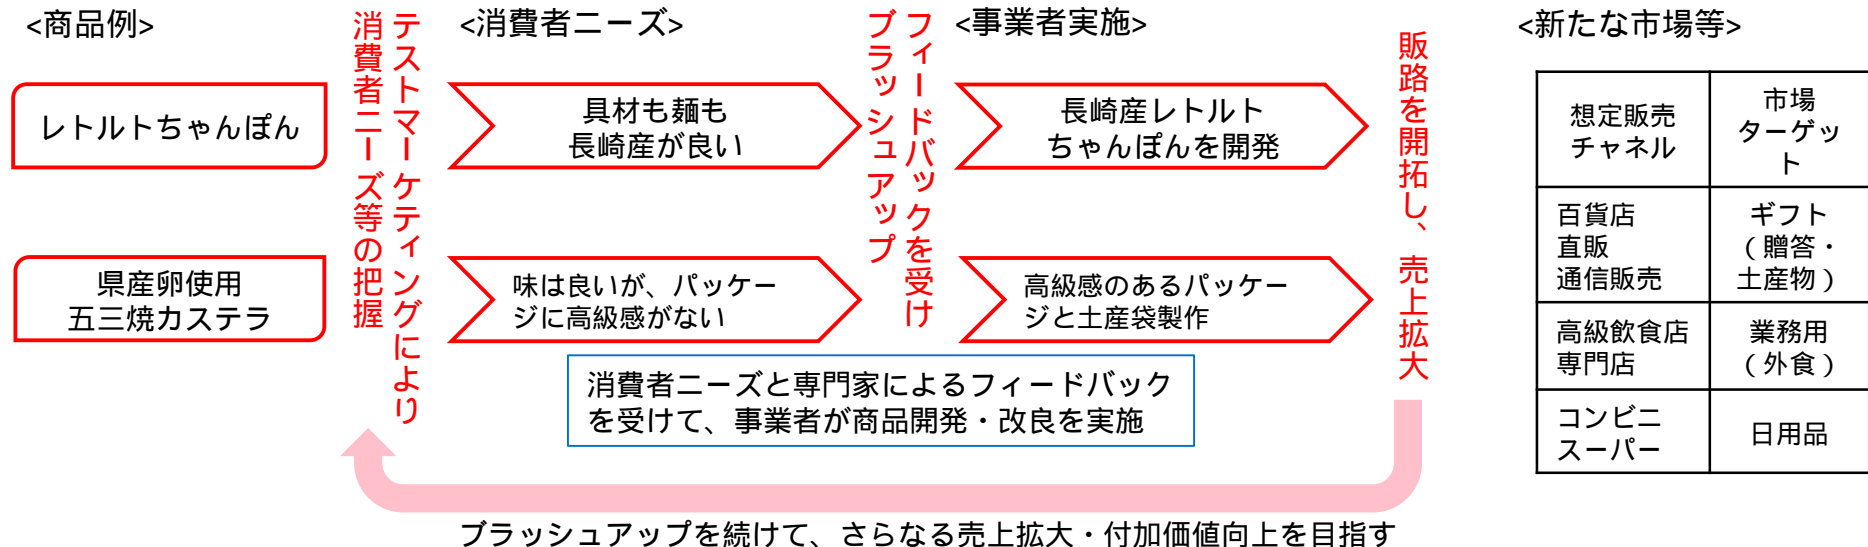 <商品例>
レトルトちゃんぽん
県産卵使用
五三焼カステラ
テストマーケティングにより
消費者ニーズ等の把握
<消費者ニーズ>
具材も麺も
長崎産が良い
味は良いが、パッケー
ジに高級感がない
フィードバックを受け
ブラッシュアップ
<事業者実施>
長崎産レトルト
ちゃんぽんを開発
高級感のあるパッケー
ジと土産袋製作
販路を開拓し、売上拡大
消費者ニーズと専門家によるフィードバック
を受けて、事業者が商品開発・改良を実施
ブラッシュアップを続けて、さらなる売上拡大・付加価値向上を目指す
<新たな市場等>
想定販売
チャネル
市場
ターゲッ
ト
百貨店
直販
通信販売
ギフト
（贈答・
土産物）
高級飲食店
専門店
業務用
（外食）
コンビニ
スーパー
日用品